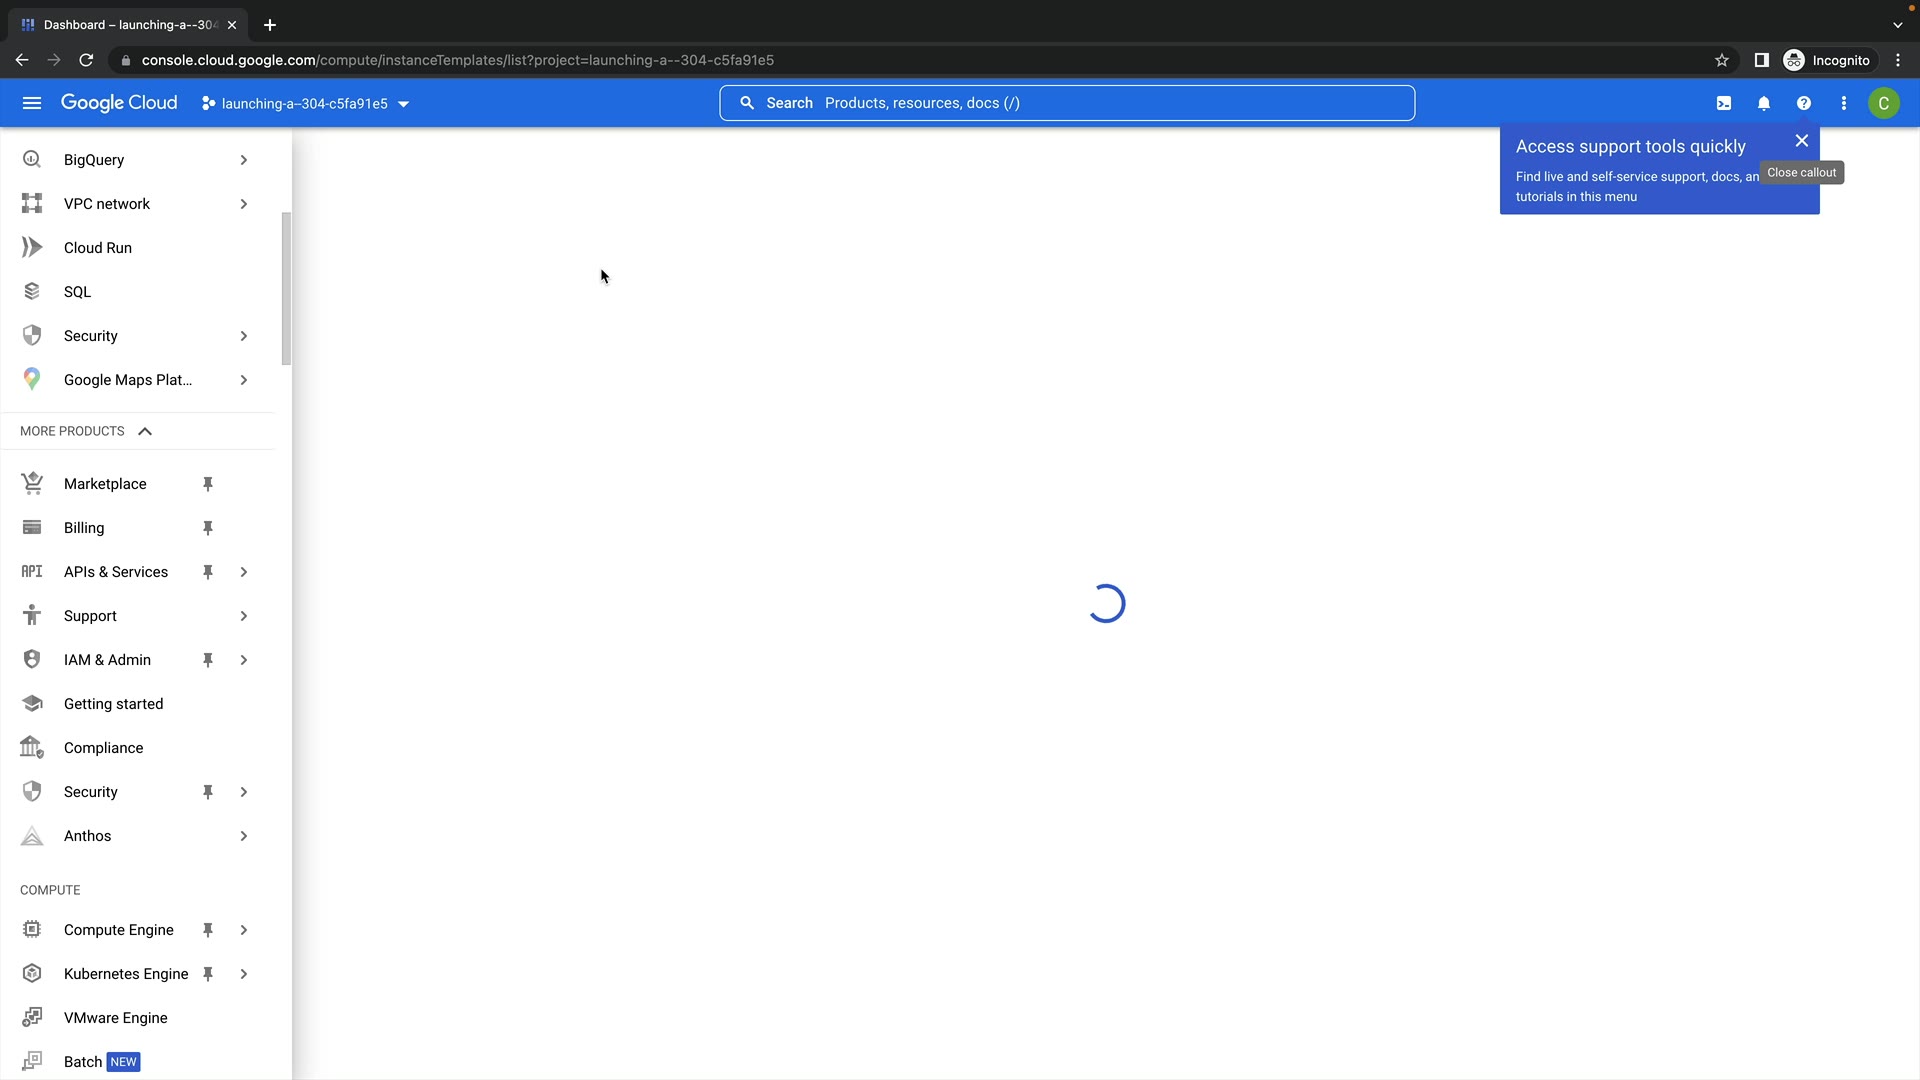 Dashboard – launching-a--304
console.cloud.google.com/compute/instanceTemplates/list?project=launching-a--304-c5fa91e5
Incognito
Google Cloud
launching-a--304-c5fa91e5
Search Products, resources, docs (/)
C
Access support tools quickly
Find live and self-service support, docs, an
tutorials in this menu
Close callout
BigQuery
VPC network
Cloud Run
SQL
Security
Google Maps Plat...
MORE PRODUCTS
Marketplace
Billing
API APIs & Services
Support
IAM & Admin
Getting started
Compliance
Security
Anthos
COMPUTE
Compute Engine
Kubernetes Engine
VMware Engine
Batch NEW